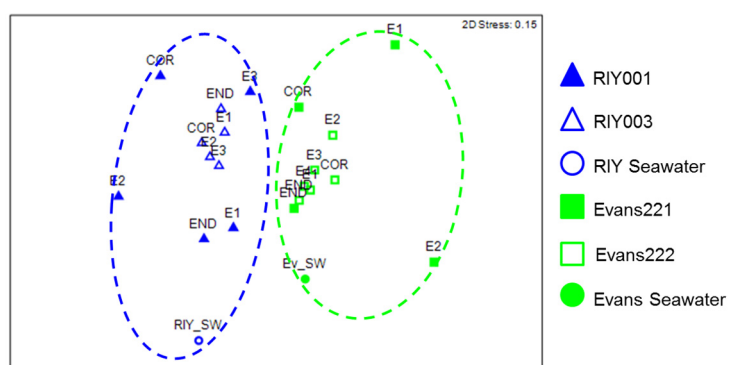 2D Stress: 0.15
E1
COR
E3
COR
END
E1
E2
COR
E2
E3
E3
COR
E1
END
END
E2
END
E1
E2
Ev_SW
RIY_SW
RIY001
RIY003
RIY Seawater
Evans221
Evans222
Evans Seawater